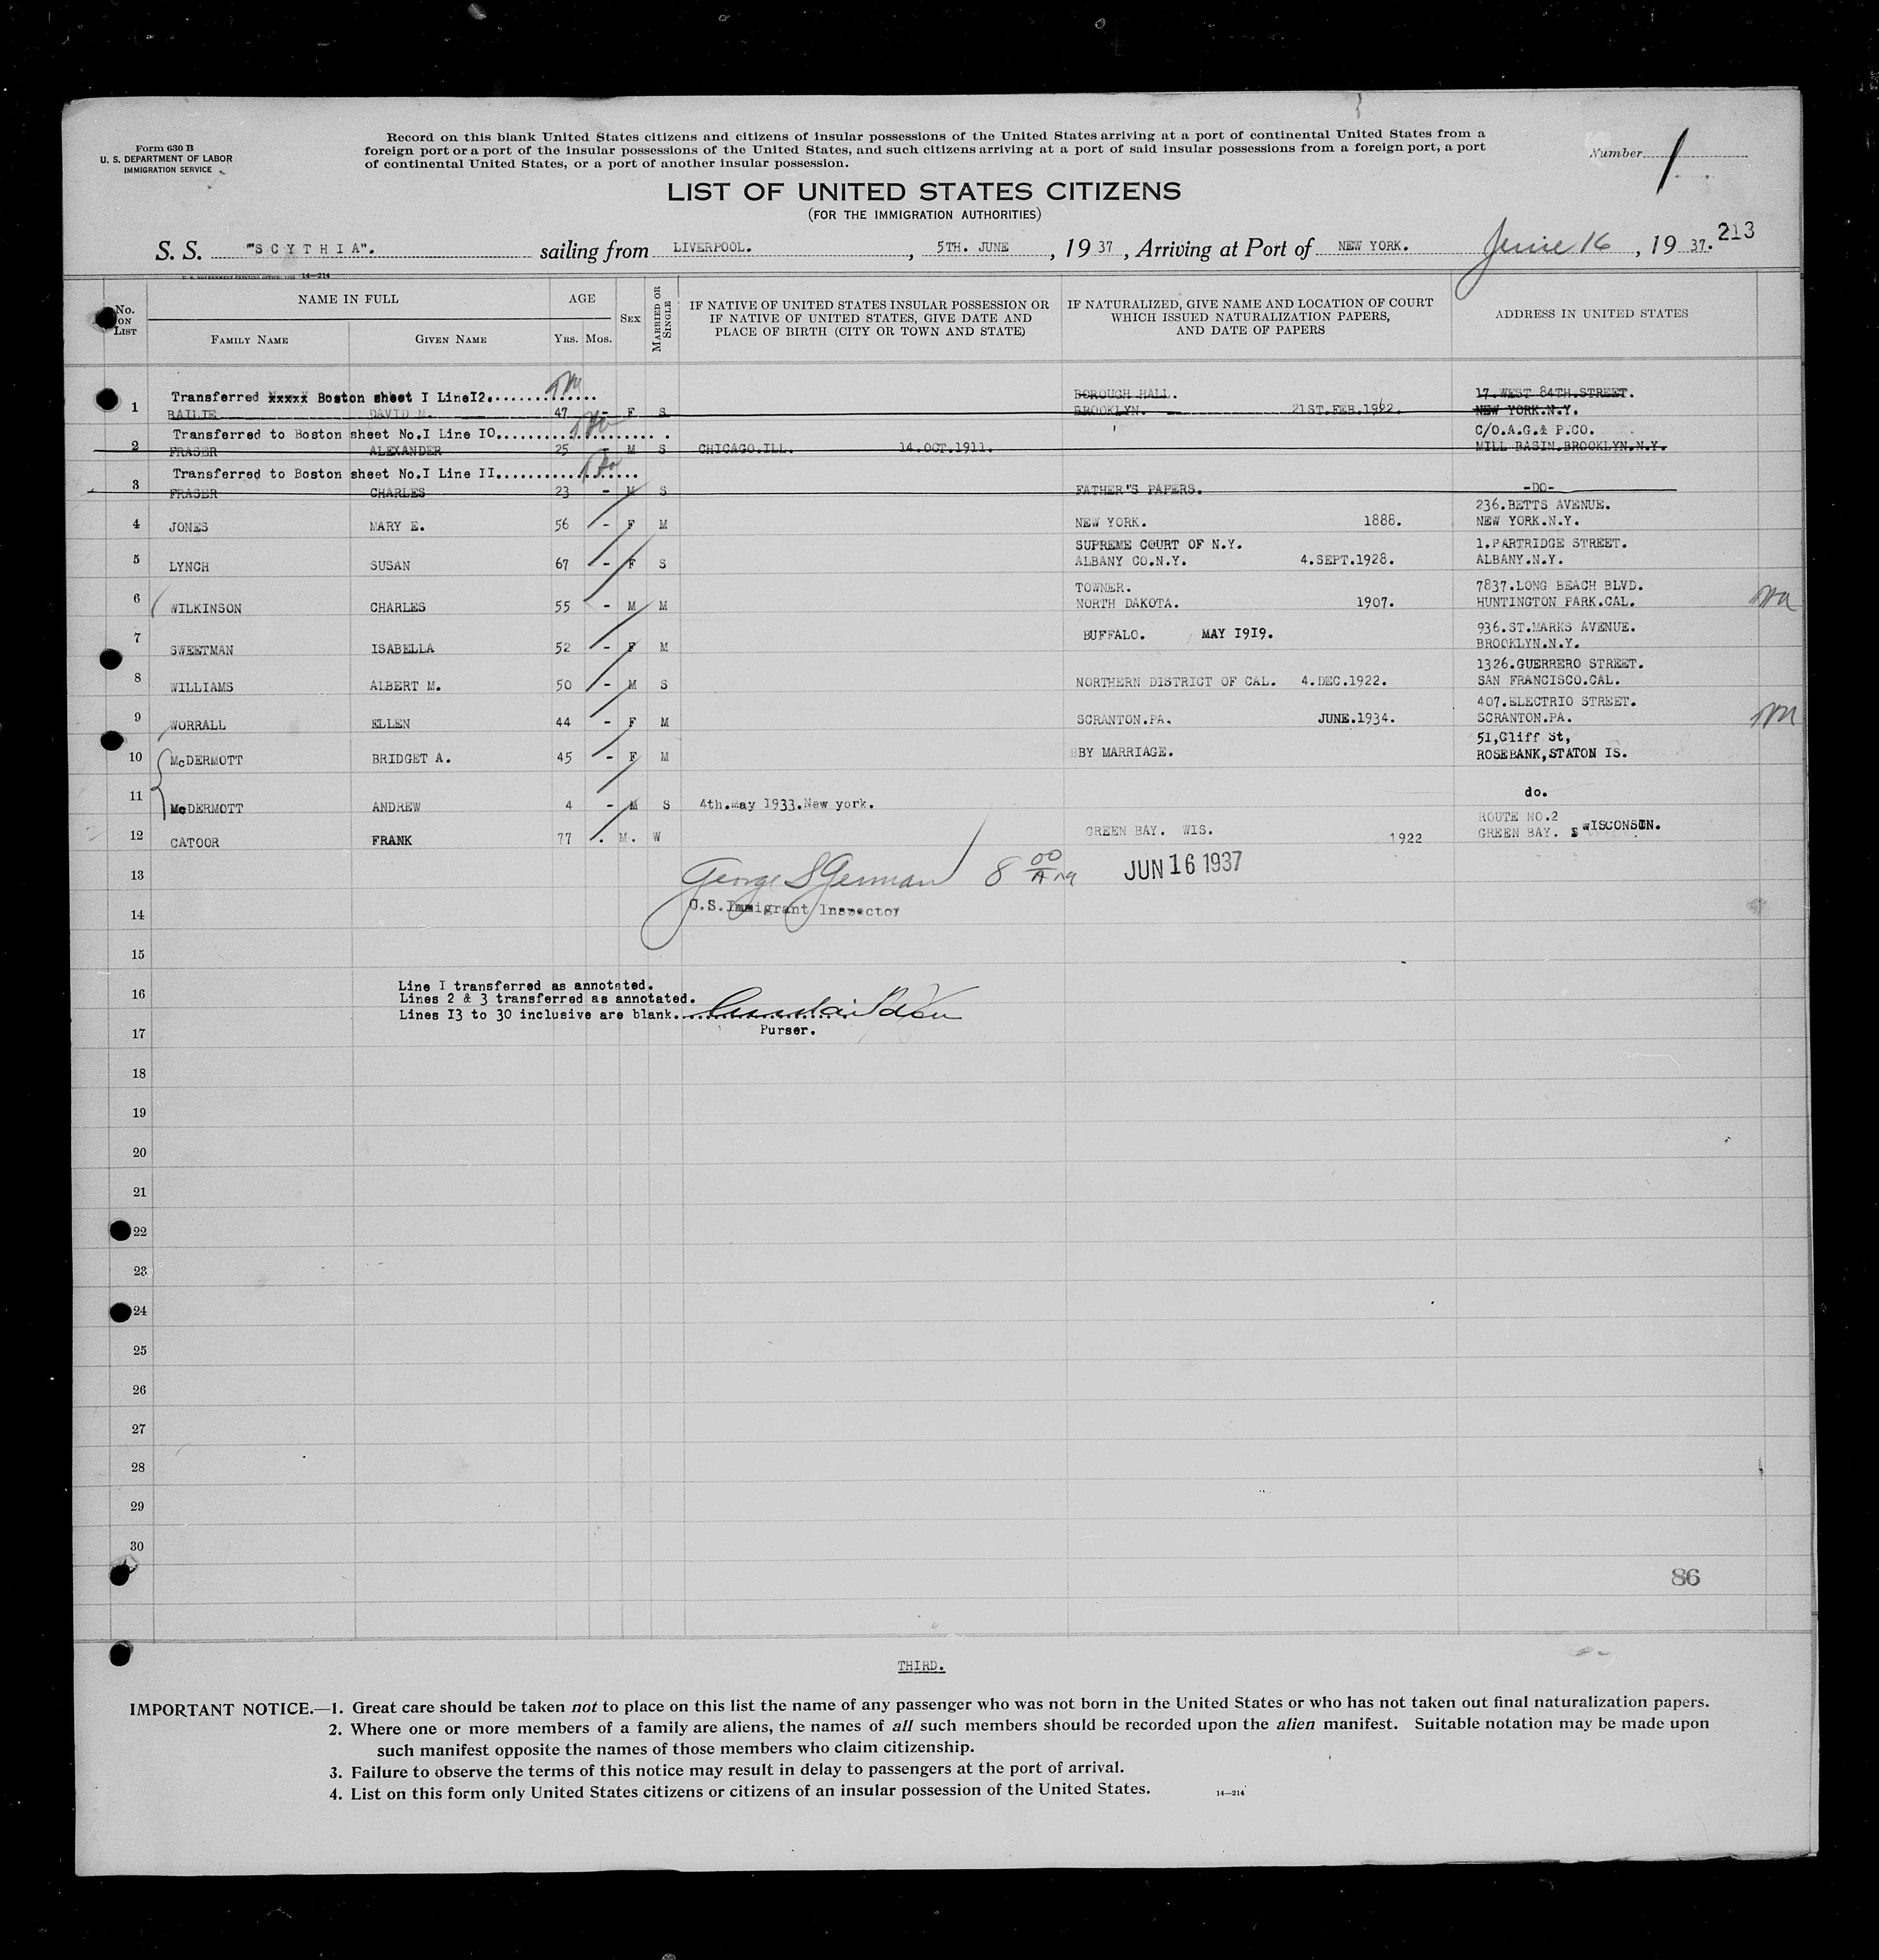 Form 630 B
U. S. DEPARTMENT OF LABOR
IMMIGRATION SERVICE
Record on this blank United States citizens and citizens of insular possessions of the United States arriving at a port of continental United States from a
foreign port or a port of the insular possessions of the United States, and such citizens arriving at a port of said insular possessions from a foreign port, a port
of continental United States, or a port of another insular possession.
Number 1
LIST OF UNITED STATES CITIZENS
(FOR THE IMMIGRATION AUTHORITIES)
213
S. S. "SCYTHIA". sailing from LIVERPOOL. , 5TH. JUNE , 1937 , Arriving at Port of NEW YORK. June 16 , 1937.
U. S. GOVERNMENT PRINTING OFFICE 14—214
No. ON LIST
NAME IN FULL
FAMILY NAME GIVEN NAME
AGE
YRS. MOS.
SEX
MARRIED OR SINGLE
IF NATIVE OF UNITED STATES INSULAR POSSESSION OR
IF NATIVE OF UNITED STATES, GIVE DATE AND
PLACE OF BIRTH (CITY OR TOWN AND STATE)
IF NATURALIZED, GIVE NAME AND LOCATION OF COURT
WHICH ISSUED NATURALIZATION PAPERS,
AND DATE OF PAPERS
ADDRESS IN UNITED STATES
Transferred xxxxx Boston sheet I LineI2............. BOROUGH HALL. 17.WEST 84TH.STREET.
1 BAILIE DAVID M. 47 - F S BROOKLYN. 21ST.FEB.1922. NEW YORK.N.Y.
Transferred to Boston sheet No.I Line IO.................... C/O.A.G.& P.CO.
2 FRASER ALEXANDER 25 - M S CHICAGO.ILL. 14.OCT.1911. MILL BASIN.BROOKLYN.N.Y.
Transferred to Boston sheet No.I Line II.................
3 FRASER CHARLES 23 - M S FATHER"S PAPERS. -DO-
236.BETTS AVENUE.
4 JONES MARY E. 56 - F M NEW YORK. 1888. NEW YORK.N.Y.
SUPREME COURT OF N.Y. 1.PARTRIDGE STREET.
5 LYNCH SUSAN 67 - F S ALBANY CO.N.Y. 4.SEPT.1928. ALBANY.N.Y.
TOWNER. 7837.LONG BEACH BLVD.
6 WILKINSON CHARLES 55 - M M NORTH DAKOTA. 1907. HUNTINGTON PARK.CAL.
936.ST.MARKS AVENUE.
7 SWEETMAN ISABELLA 52 - F M BUFFALO. MAY I9I9. BROOKLYN.N.Y.
1326.GUERRERO STREET.
8 WILLIAMS ALBERT M. 50 - M S NORTHERN DISTRICT OF CAL. 4.DEC.1922. SAN FRANCISCO.CAL.
407.ELECTRIO STREET.
9 WORRALL ELLEN 44 - F M SCRANTON.PA. JUNE.1934. SCRANTON.PA.
51,Cliff St,
10 McDERMOTT BRIDGET A. 45 - F M BY MARRIAGE. ROSEBANK,STATON IS.
do.
11 McDERMOTT ANDREW 4 - M S 4th.May 1933.New york.
ROUTE NO.2
12 CATOOR FRANK 77 . M. W GREEN BAY. WIS. 1922 GREEN BAY. WISCONSIN.
13 George S German 8 00 AM JUN 16 1937
14 U.S.Immigrant Inspector
15
Line I transferred as annotated.
16 Lines 2 & 3 transferred as annotated.
Lines I3 to 30 inclusive are blank.
17 Purser.
18
19
20
21
22
23
24
25
26
27
28
29
30
86
THIRD.
IMPORTANT NOTICE.—1. Great care should be taken not to place on this list the name of any passenger who was not born in the United States or who has not taken out final naturalization papers.
2. Where one or more members of a family are aliens, the names of all such members should be recorded upon the alien manifest. Suitable notation may be made upon
such manifest opposite the names of those members who claim citizenship.
3. Failure to observe the terms of this notice may result in delay to passengers at the port of arrival.
4. List on this form only United States citizens or citizens of an insular possession of the United States. 14—214